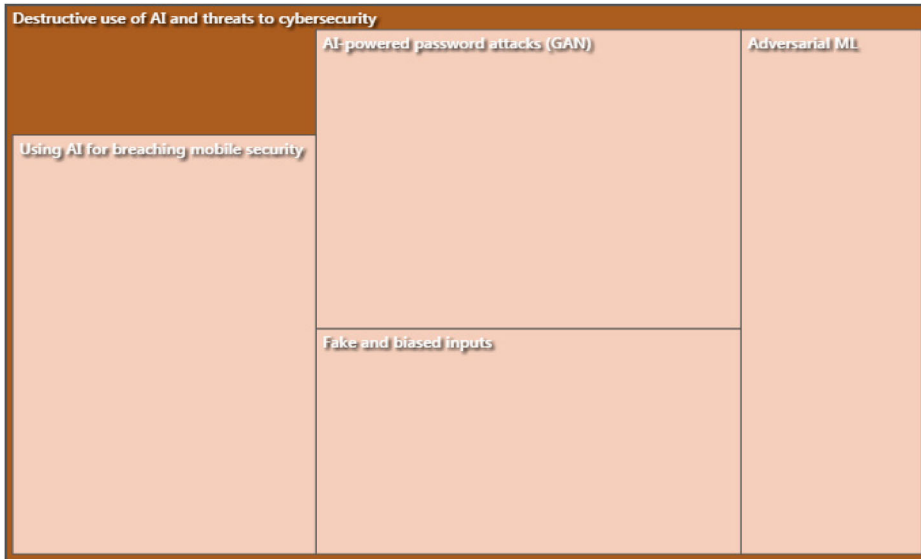 Destructive use of AI and threats to cybersecurity
AI-powered password attacks (GAN)
Adversarial ML
Using AI for breaching mobile security
Fake and biased inputs